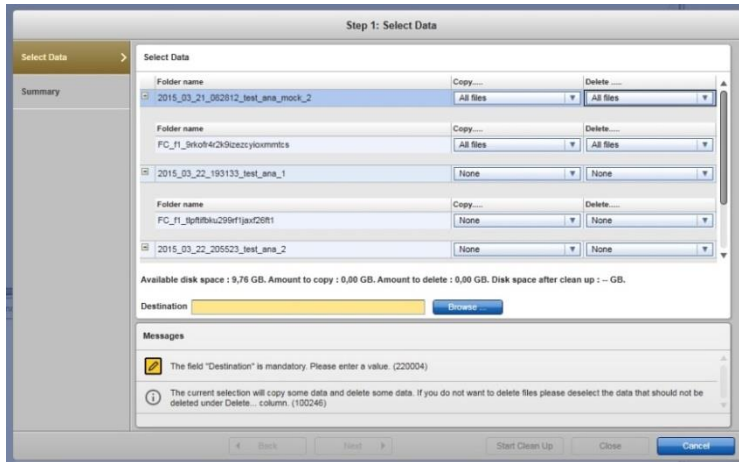 Step 1: Select Data
Select Data
Summary
Select Data
Folder name Copy..... Delete .....
2015_03_21_082812_test_ana_mock_2 All files All files
Folder name Copy..... Delete.....
FC_f1_9rkofr4r2k9izezcyioxmmtcs All files All files
2015_03_22_193133_test_ana_1 None None
Folder name Copy..... Delete.....
FC_f1_tlpftifbku299rf1jaxf26ft1 None None
2015_03_22_205523_test_ana_2 None None
Available disk space : 9,76 GB. Amount to copy : 0,00 GB. Amount to delete : 0,00 GB. Disk space after clean up : -- GB.
Destination Browse ...
Messages
The field "Destination" is mandatory. Please enter a value. (220004)
The current selection will copy some data and delete some data. If you do not want to delete files please deselect the data that should not be
deleted under Delete... column. (100246)
Back Next Start Clean Up Close Cancel